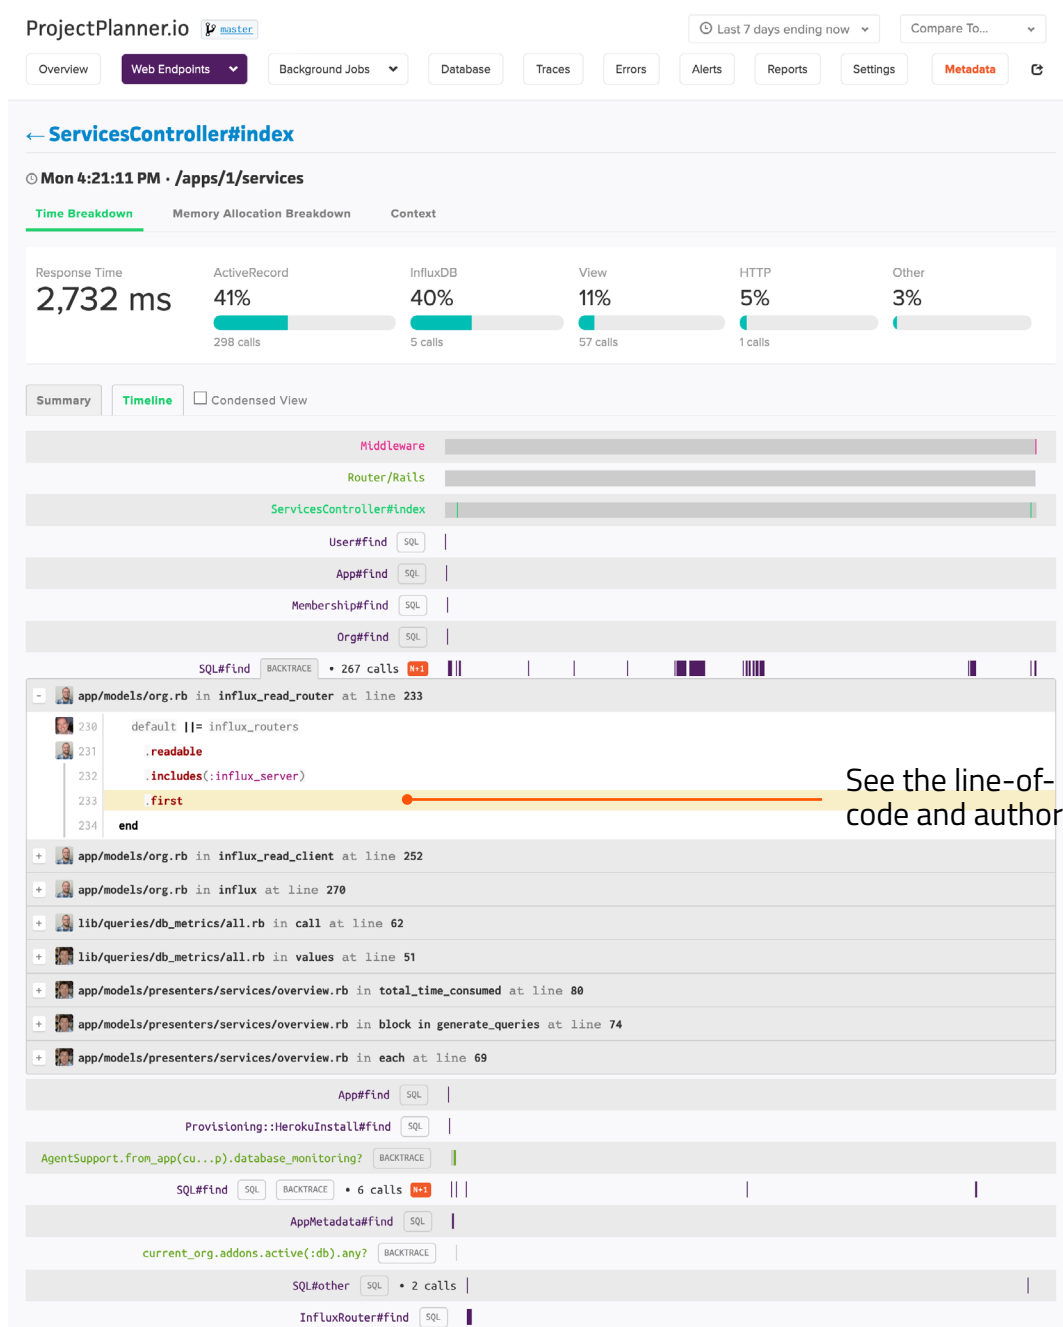 ProjectPlanner.io master
Last 7 days ending now Compare To...
Overview Web Endpoints Background Jobs Database Traces Errors Alerts Reports Settings Metadata
←ServicesController#index
Mon 4:21:11 PM · /apps/1/services
Time Breakdown Memory Allocation Breakdown Context
Response Time ActiveRecord InfluxDB View HTTP Other
2,732 ms 41% 40% 11% 5% 3%
298 calls 5 calls 57 calls 1 calls
Summary Timeline Condensed View
Middleware
Router/Rails
ServicesController#index
User#find SQL
App#find SQL
Membership#find SQL
Org#find SQL
SQL#find BACKTRACE • 267 calls N+1
- app/models/org.rb in influx_read_router at line 233
230 default ||= influx_routers
231 .readable
232 .includes(:influx_server)
233 .first
234 end
See the line-of-
code and author
+ app/models/org.rb in influx_read_client at line 252
+ app/models/org.rb in influx at line 270
+ lib/queries/db_metrics/all.rb in call at line 62
+ lib/queries/db_metrics/all.rb in values at line 51
+ app/models/presenters/services/overview.rb in total_time_consumed at line 80
+ app/models/presenters/services/overview.rb in block in generate_queries at line 74
+ app/models/presenters/services/overview.rb in each at line 69
App#find SQL
Provisioning::HerokuInstall#find SQL
AgentSupport.from_app(cu...p).database_monitoring? BACKTRACE
SQL#find SQL BACKTRACE • 6 calls N+1
AppMetadata#find SQL
current_org.addons.active(:db).any? BACKTRACE
SQL#other SQL • 2 calls
InfluxRouter#find SQL